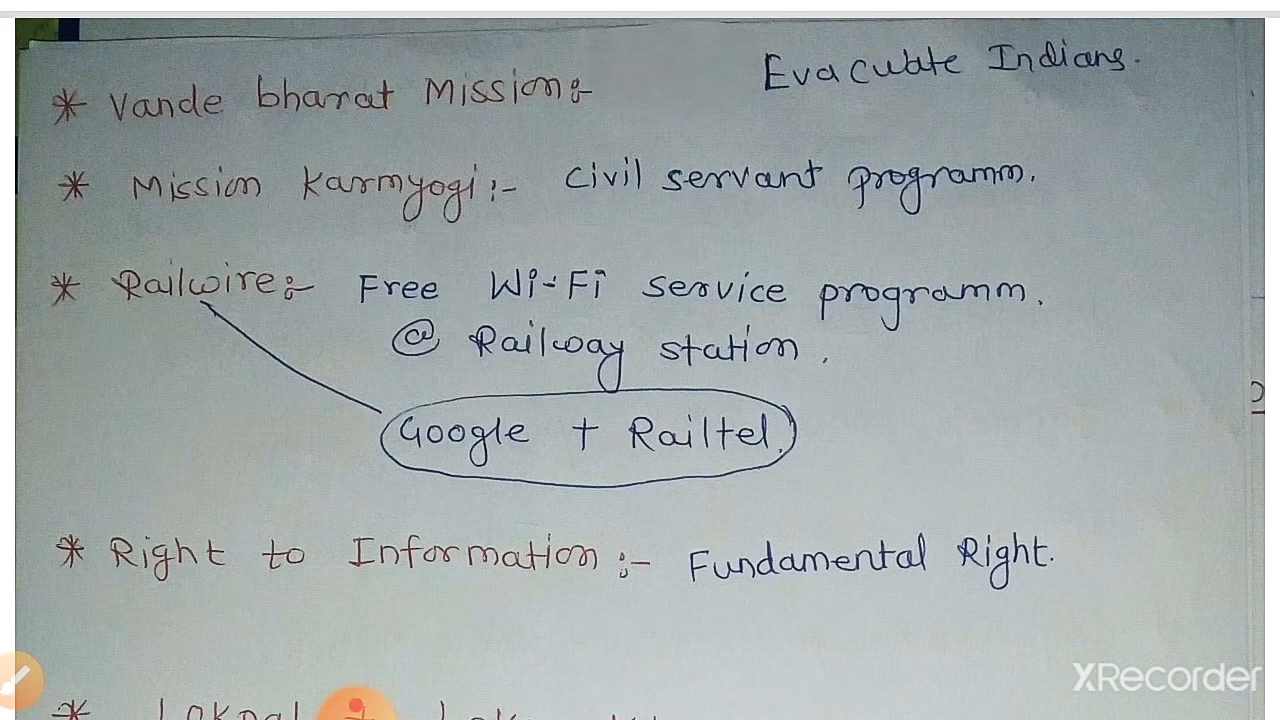 Evacuate Indians.
* Vande bharat Mission:-
* Mission Karmyogi:- Civil servant programm.
* Railwire:- Free Wi-Fi service programm.
@ Railway station.
Google + Railtel.
* Right to Information:- Fundamental Right.
XRecorder
* Lokpal